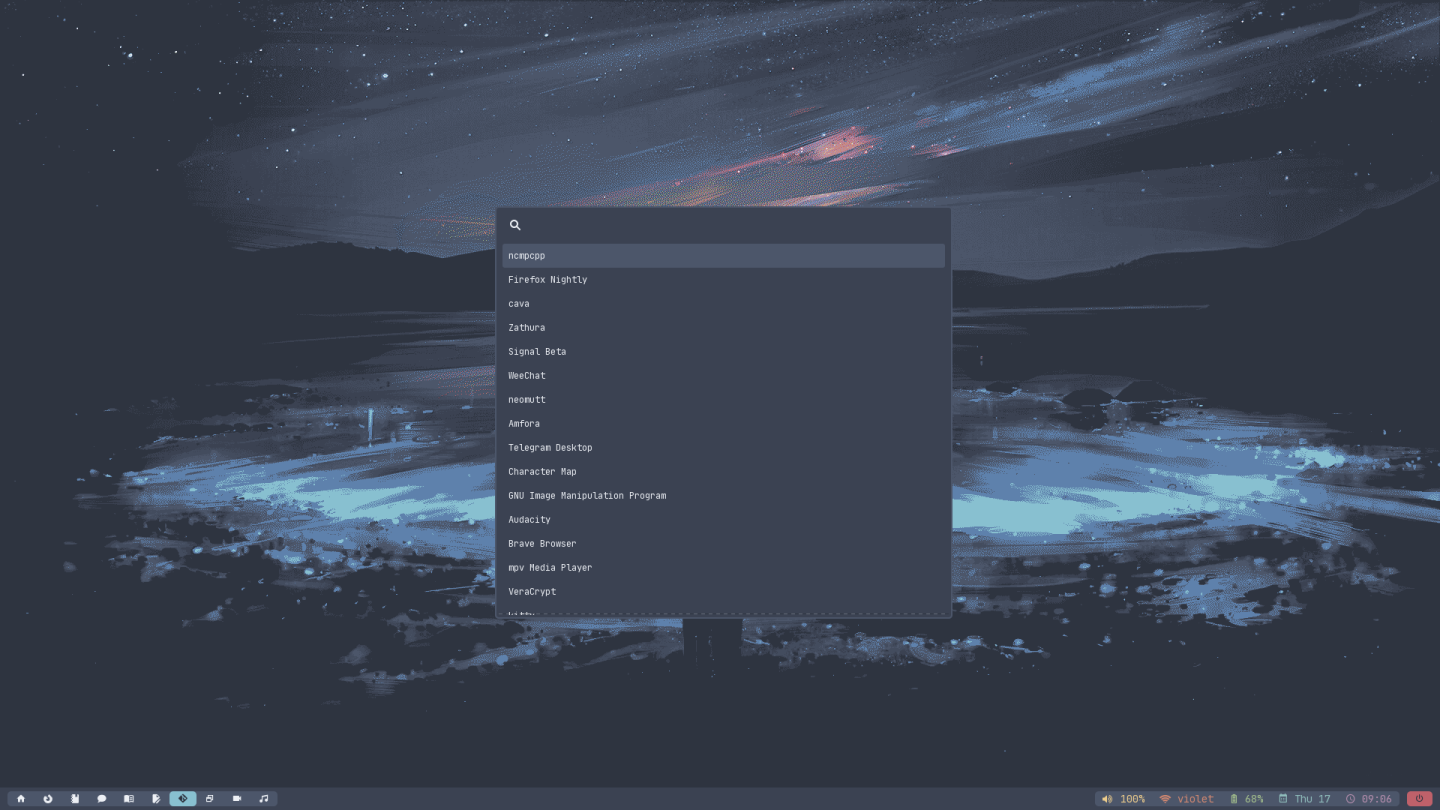 ncmpcpp
Firefox Nightly
cava
Zathura
Signal Beta
WeeChat
neomutt
Amfora
Telegram Desktop
Character Map
GNU Image Manipulation Program
Audacity
Brave Browser
mpv Media Player
VeraCrypt
kitty
100% violet 68% Thu 17 09:06